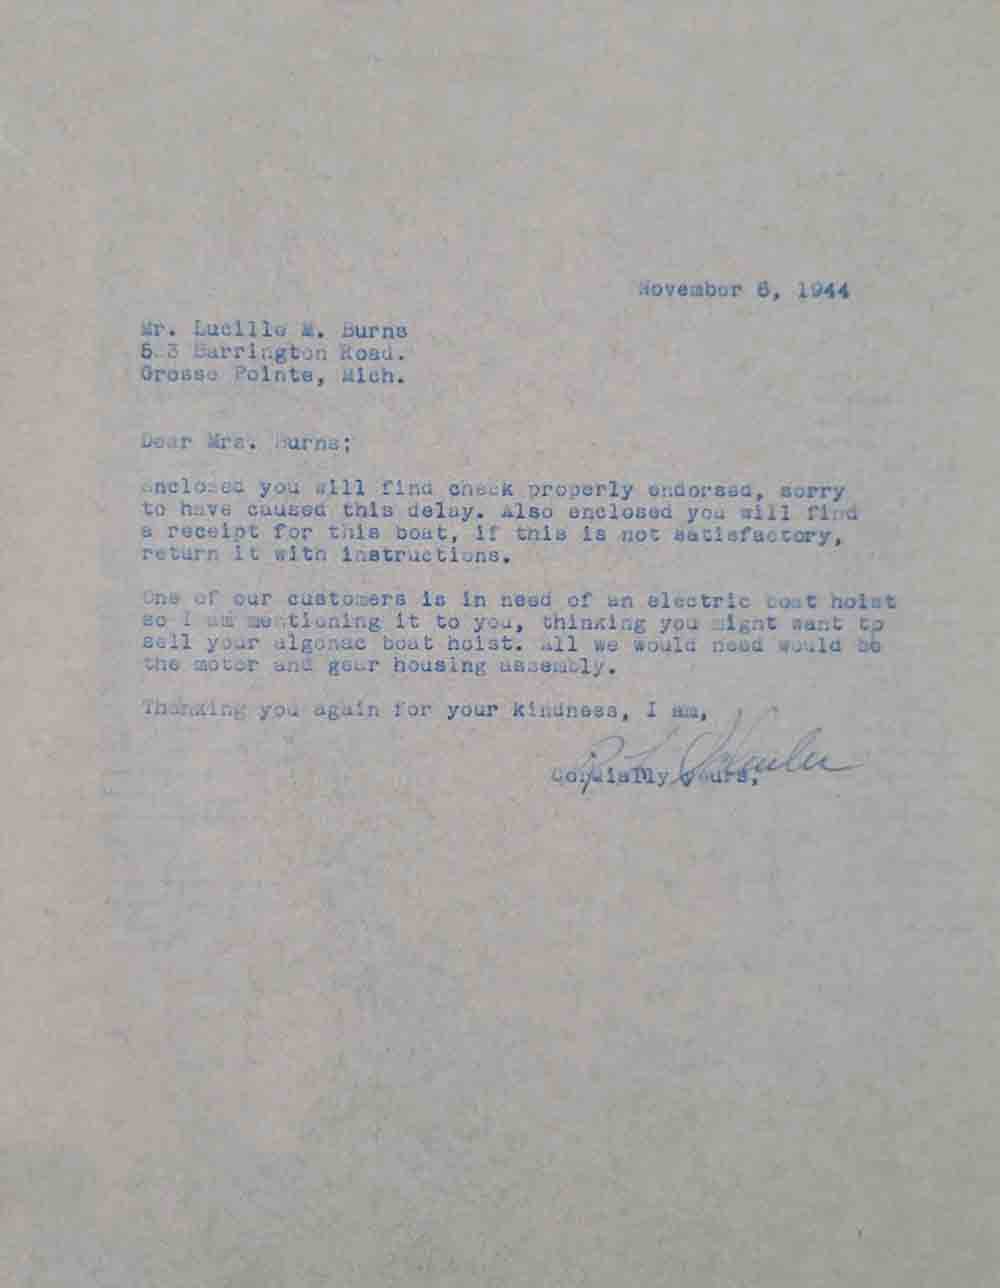 November 6, 1944
Mr. Lucille M. Burns
Barrington Road.
Grosse Pointe, Mich.
Dear Mrs. Burns;
Enclosed you will find check properly endorsed, sorry
to have caused this delay. Also enclosed you will find
a receipt for this boat, if this is not satisfactory,
return it with instructions.
One of our customers is in need of an electric boat hoist
so I am mentioning it to you, thinking you might want to
sell your algonac boat hoist. All we would need would be
the motor and gear housing assembly.
Thanking you again for your kindness, I am,
R L
Cordially yours,